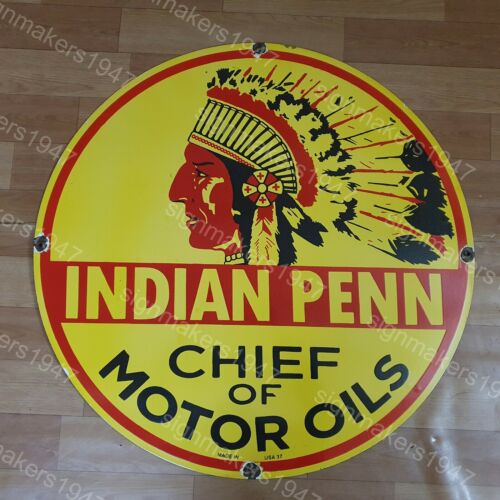 INDIAN PENN
CHIEF
OF
MOTOR OILS
MADE IN USA 37
signmakers1947